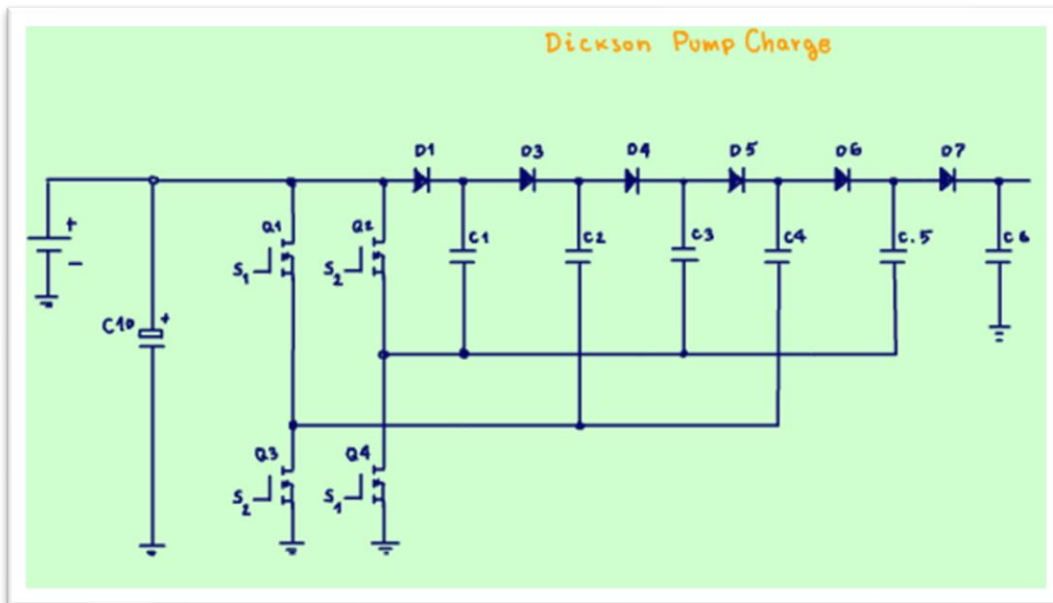 Dickson Pump Charge
D1 D3 D4 D5 D6 D7
+
Q1 Q2 C1 C2 C3 C4 C.5 C6
S1 S2
−
C10 +
Q3 Q4
S2 S1